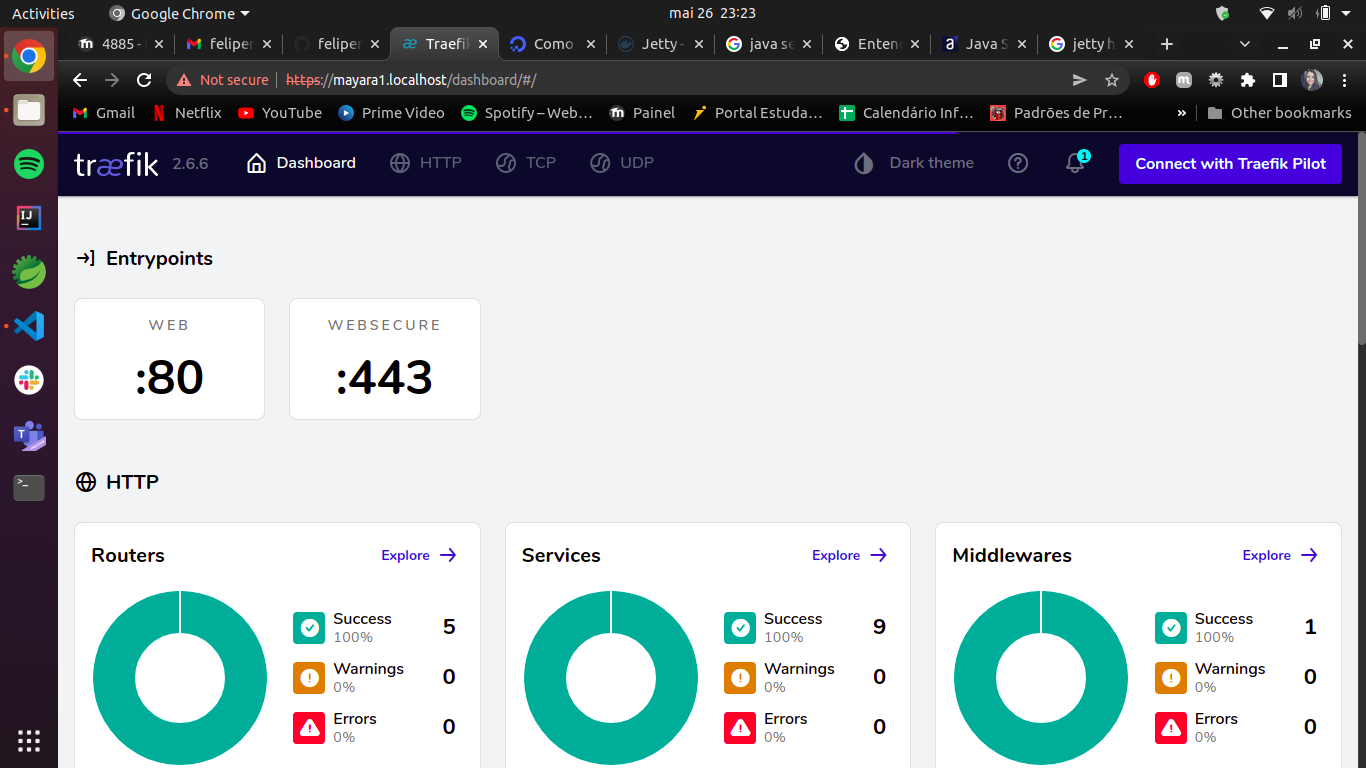 Activities Google Chrome mai 26 23:23
4885 - feliper feliper Traefik Como Jetty - java se Enten Java S jetty h
Not secure https://mayara1.localhost/dashboard/#/
Gmail Netflix YouTube Prime Video Spotify – Web... Painel Portal Estuda... Calendário Inf... Padrões de Pr... » Other bookmarks
træfik 2.6.6 Dashboard HTTP TCP UDP Dark theme 1 Connect with Traefik Pilot
Entrypoints
WEB WEBSECURE
:80 :443
HTTP
Routers Explore Services Explore Middlewares Explore
Success 5 Success 9 Success 1
100% 100% 100%
Warnings 0 Warnings 0 Warnings 0
0% 0% 0%
Errors 0 Errors 0 Errors 0
0% 0% 0%